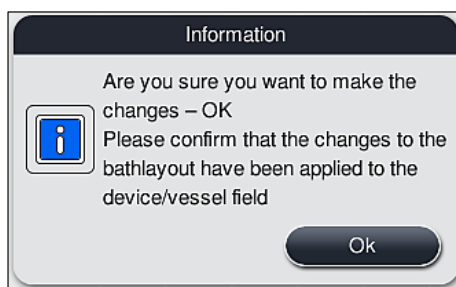 Information
Are you sure you want to make the
changes – OK
Please confirm that the changes to the
bathlayout have been applied to the
device/vessel field
i
Ok